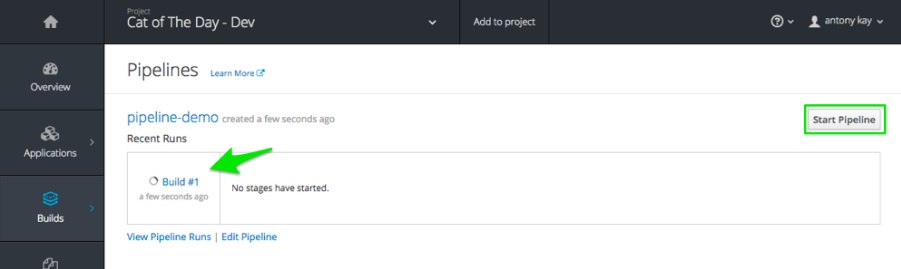 Project
Cat of The Day - Dev
Add to project
antony kay
Overview
Applications
Builds
Pipelines Learn More
pipeline-demo created a few seconds ago
Start Pipeline
Recent Runs
Build #1
a few seconds ago
No stages have started.
View Pipeline Runs | Edit Pipeline